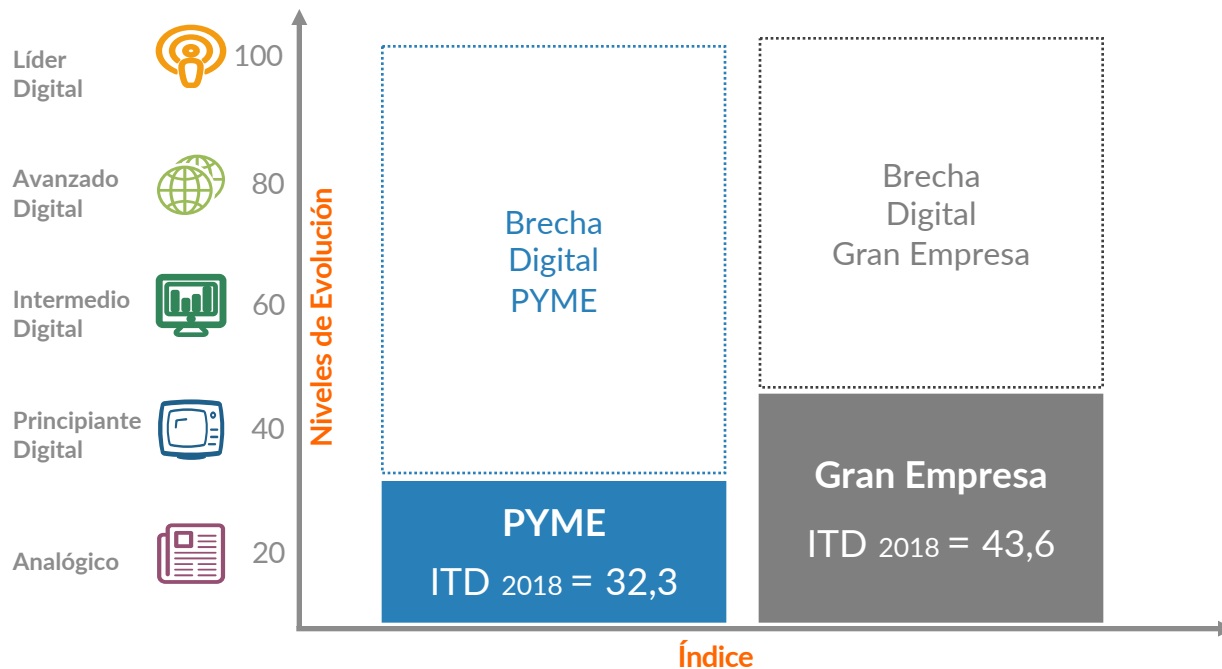 Líder
Digital
100
Avanzado
Digital
80
Intermedio
Digital
60
Principiante
Digital
40
Analógico
20
Niveles de Evolución
Brecha
Digital
PYME
PYME
ITD 2018 = 32,3
Brecha
Digital
Gran Empresa
Gran Empresa
ITD 2018 = 43,6
Índice